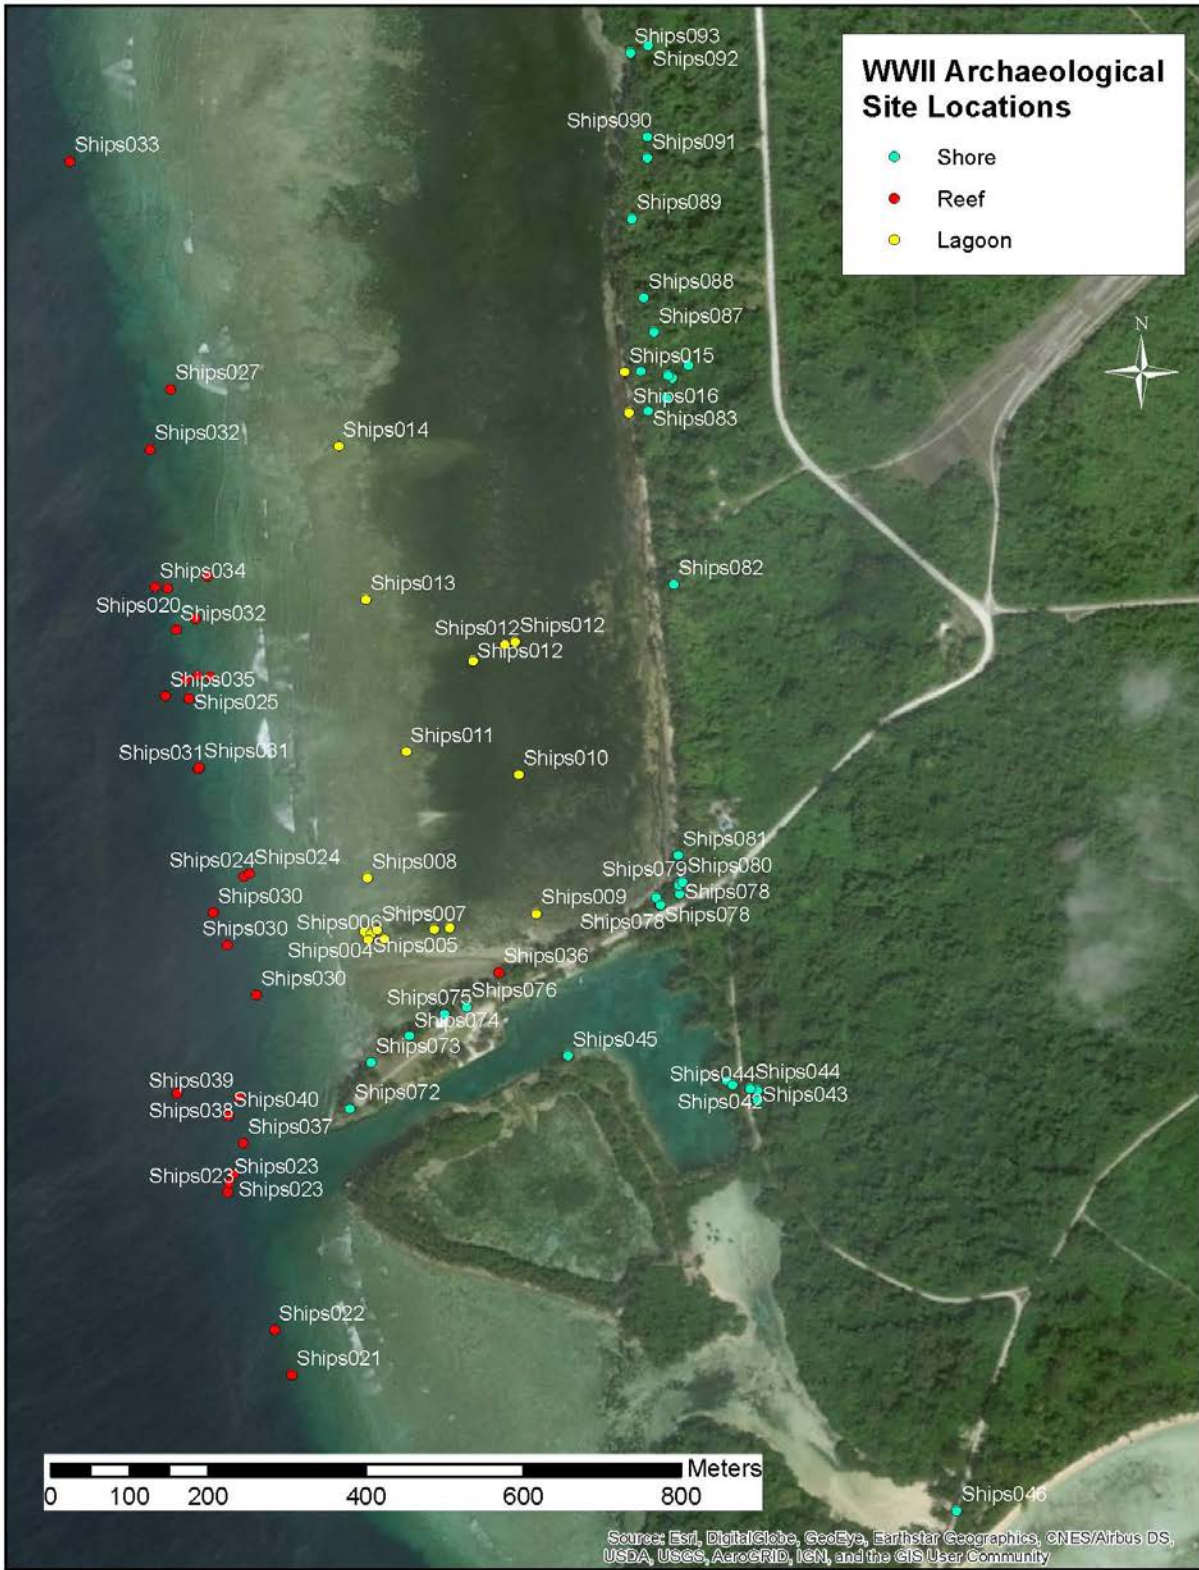 Ships093
Ships092
WWII Archaeological
Site Locations
Shore
Reef
Lagoon
Ships090
Ships091
Ships033
Ships089
Ships088
Ships087
N
Ships015
Ships027
Ships016
Ships083
Ships014
Ships032
Ships034
Ships013
Ships082
Ships020
Ships032
Ships012
Ships012
Ships012
Ships035
Ships025
Ships011
Ships031
Ships031
Ships010
Ships081
Ships024
Ships024
Ships008
Ships079
Ships080
Ships030
Ships009
Ships078
Ships006
Ships007
Ships078
Ships078
Ships030
Ships004
Ships005
Ships036
Ships030
Ships075
Ships076
Ships074
Ships073
Ships045
Ships039
Ships040
Ships044
Ships044
Ships038
Ships072
Ships042
Ships043
Ships037
Ships023
Ships023
Ships023
Ships022
Ships021
Meters
0 100 200 400 600 800
Ships046
Source: Esri, DigitalGlobe, GeoEye, Earthstar Geographics, CNES/Airbus DS,
USDA, USGS, AeroGRID, IGN, and the GIS User Community